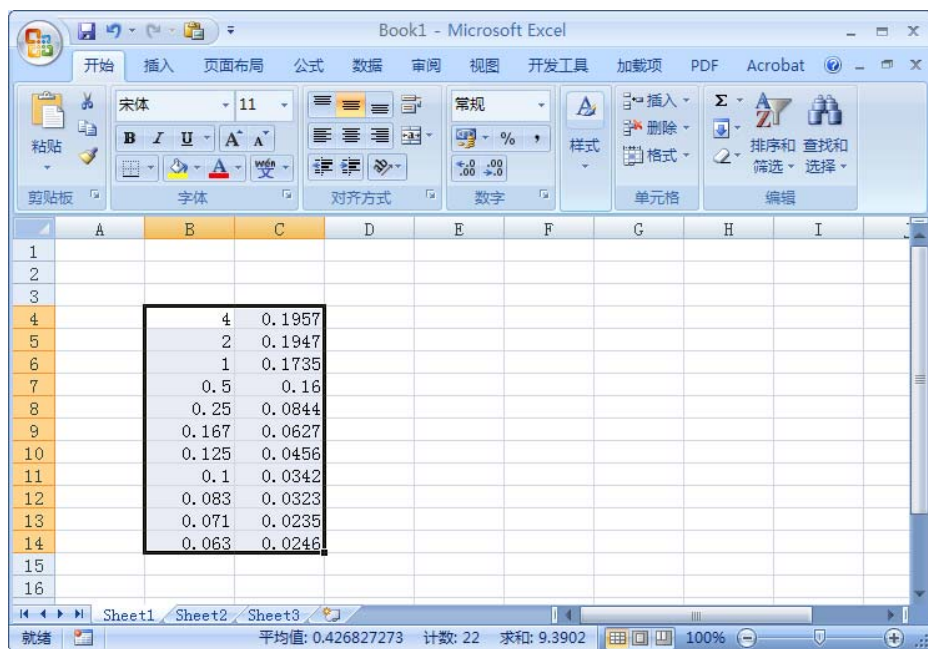 Book1 - Microsoft Excel
开始 插入 页面布局 公式 数据 审阅 视图 开发工具 加载项 PDF Acrobat
宋体 11 常规 Σ 插入
B I U A A % , 样式 删除 排序和 查找和
粘贴 A wén 变 .0 .00 .00 .0 格式 筛选 选择
剪贴板 字体 对齐方式 数字 单元格 编辑
A B C D E F G H I J
1
2
3
4 4 0.1957
5 2 0.1947
6 1 0.1735
7 0.5 0.16
8 0.25 0.0844
9 0.167 0.0627
10 0.125 0.0456
11 0.1 0.0342
12 0.083 0.0323
13 0.071 0.0235
14 0.063 0.0246
15
16
Sheet1 Sheet2 Sheet3
就绪 平均值: 0.426827273 计数: 22 求和: 9.3902 100%